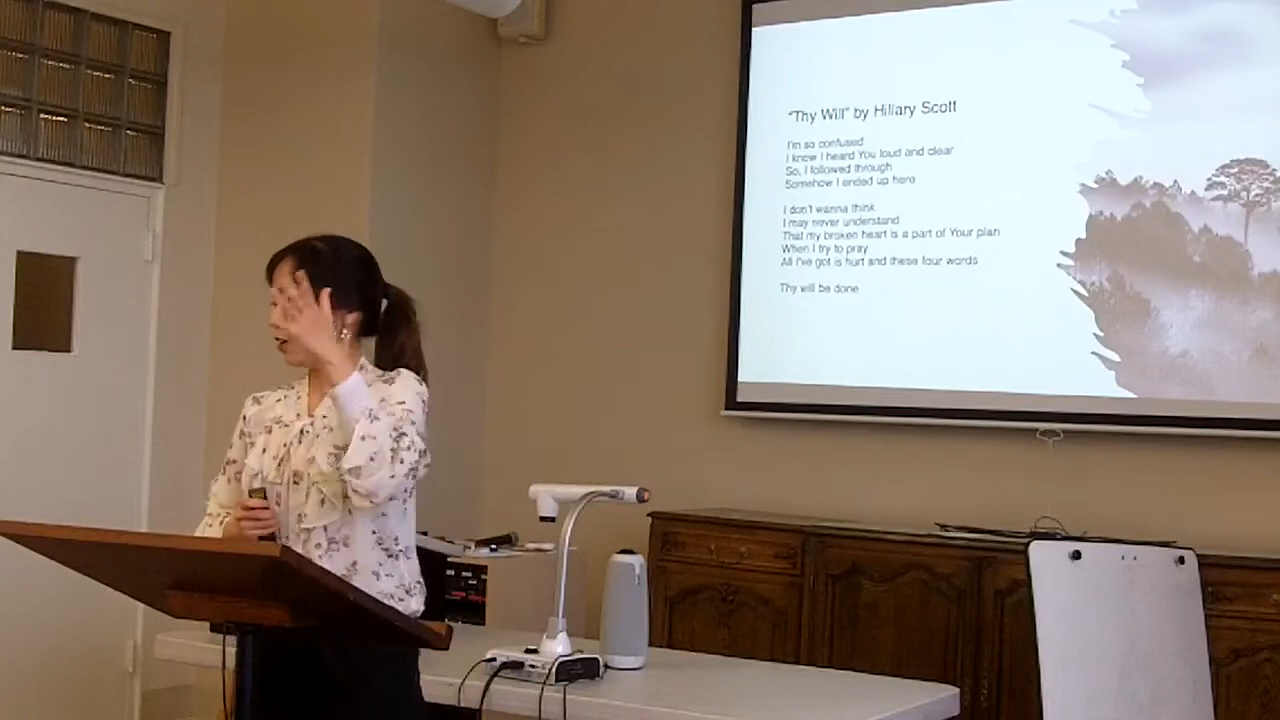 "Thy Will" by Hillary Scott
I'm so confused
I know I heard You loud and clear
So, I followed through
Somehow I ended up here
I don't wanna think
I may never understand
That my broken heart is a part of Your plan
When I try to pray
All I've got is hurt and these four words
Thy will be done